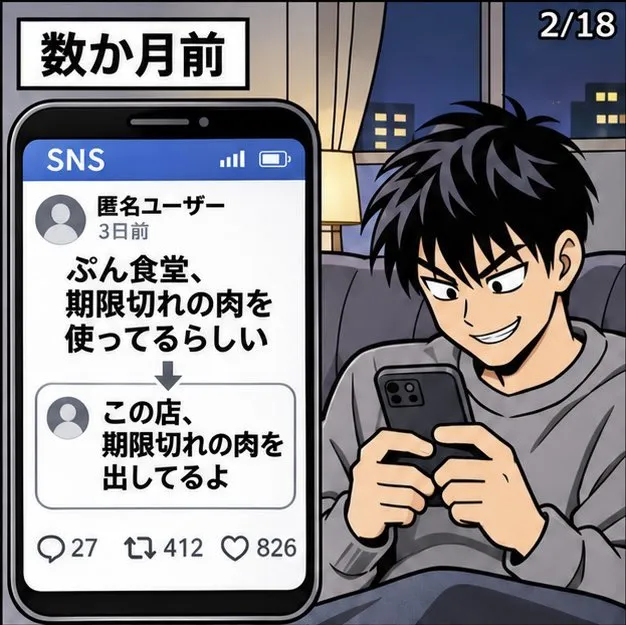 数か月前
2/18
SNS
匿名ユーザー
3日前
ぷん食堂、
期限切れの肉を
使ってるらしい
この店、
期限切れの肉を
出してるよ
27 412 826